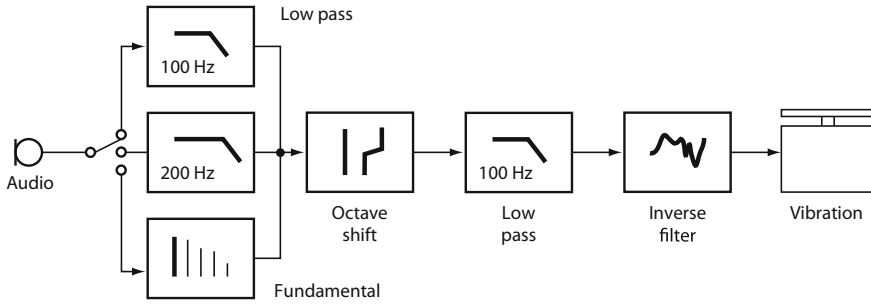 Low pass
100 Hz
200 Hz
Audio
Fundamental
Octave
shift
100 Hz
Low
pass
Inverse
filter
Vibration